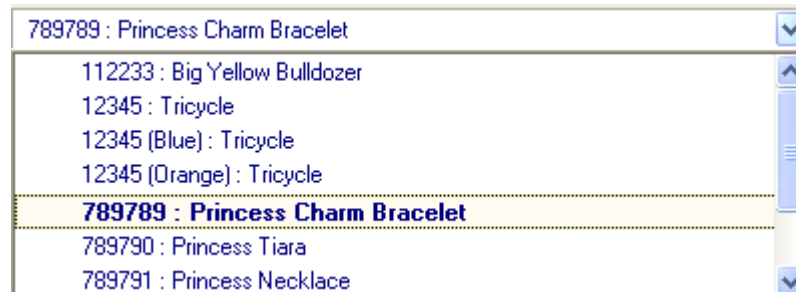 789789 : Princess Charm Bracelet
112233 : Big Yellow Bulldozer
12345 : Tricycle
12345 (Blue) : Tricycle
12345 (Orange) : Tricycle
789789 : Princess Charm Bracelet
789790 : Princess Tiara
789791 : Princess Necklace